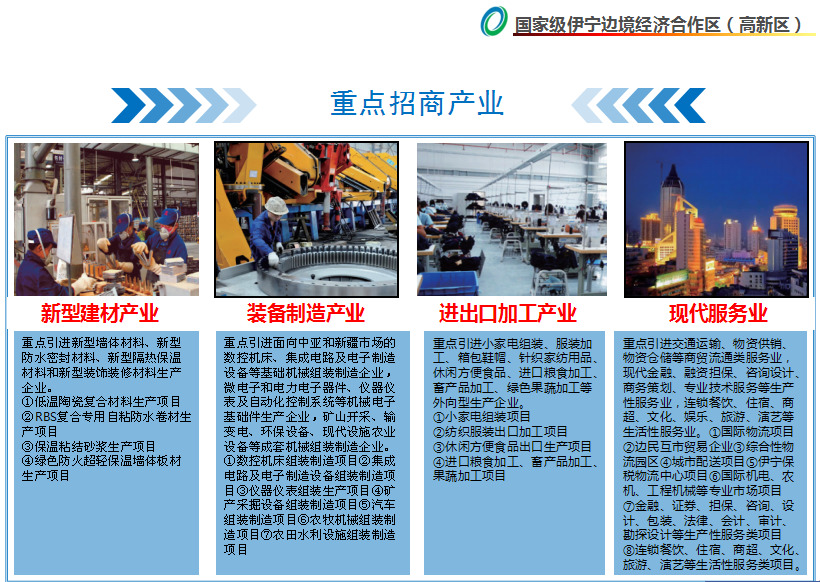 国家级伊宁边境经济合作区（高新区）
重点招商产业
新型建材产业
重点引进新型墙体材料、新型
防水密封材料、新型隔热保温
材料和新型装饰装修材料生产
企业。
①低温陶瓷复合材料生产项目
②RBS复合专用自粘防水卷材生
产项目
③保温粘结砂浆生产项目
④绿色防火超轻保温墙体板材
生产项目
装备制造产业
重点引进面向中亚和新疆市场的
数控机床、集成电路及电子制造
设备等基础机械组装制造企业，
微电子和电力电子器件、仪器仪
表及自动化控制系统等机械电子
基础件生产企业，矿山开采、输
变电、环保设备、现代设施农业
设备等成套机械组装制造企业。
①数控机床组装制造项目②集成
电路及电子制造设备组装制造项
目③仪器仪表组装生产项目④矿
产采掘设备组装制造项目⑤汽车
组装制造项目⑥农牧机械组装制
造项目⑦农田水利设施组装制造
项目
进出口加工产业
重点引进小家电组装、服装加
工、箱包鞋帽、针织家纺用品、
休闲方便食品、进口粮食加工、
畜产品加工、绿色果蔬加工等
外向型生产企业。
①小家电组装项目
②纺织服装出口加工项目
③休闲方便食品出口生产项目
④进口粮食加工、畜产品加工、
果蔬加工项目
现代服务业
重点引进交通运输、物资供销、
物资仓储等商贸流通类服务业，
现代金融、融资担保、咨询设计、
商务策划、专业技术服务等生产
性服务业，连锁餐饮、住宿、商
超、文化、娱乐、旅游、演艺等
生活性服务业。①国际物流项目
②边民互市贸易企业③综合性物
流园区④城市配送项目⑤伊宁保
税物流中心项目⑥国际机电、农
机、工程机械等专业市场项目
⑦金融、证券、担保、咨询、设
计、包装、法律、会计、审计、
勘探设计等生产性服务类项目
⑧连锁餐饮、住宿、商超、文化、
旅游、演艺等生活性服务类项目。